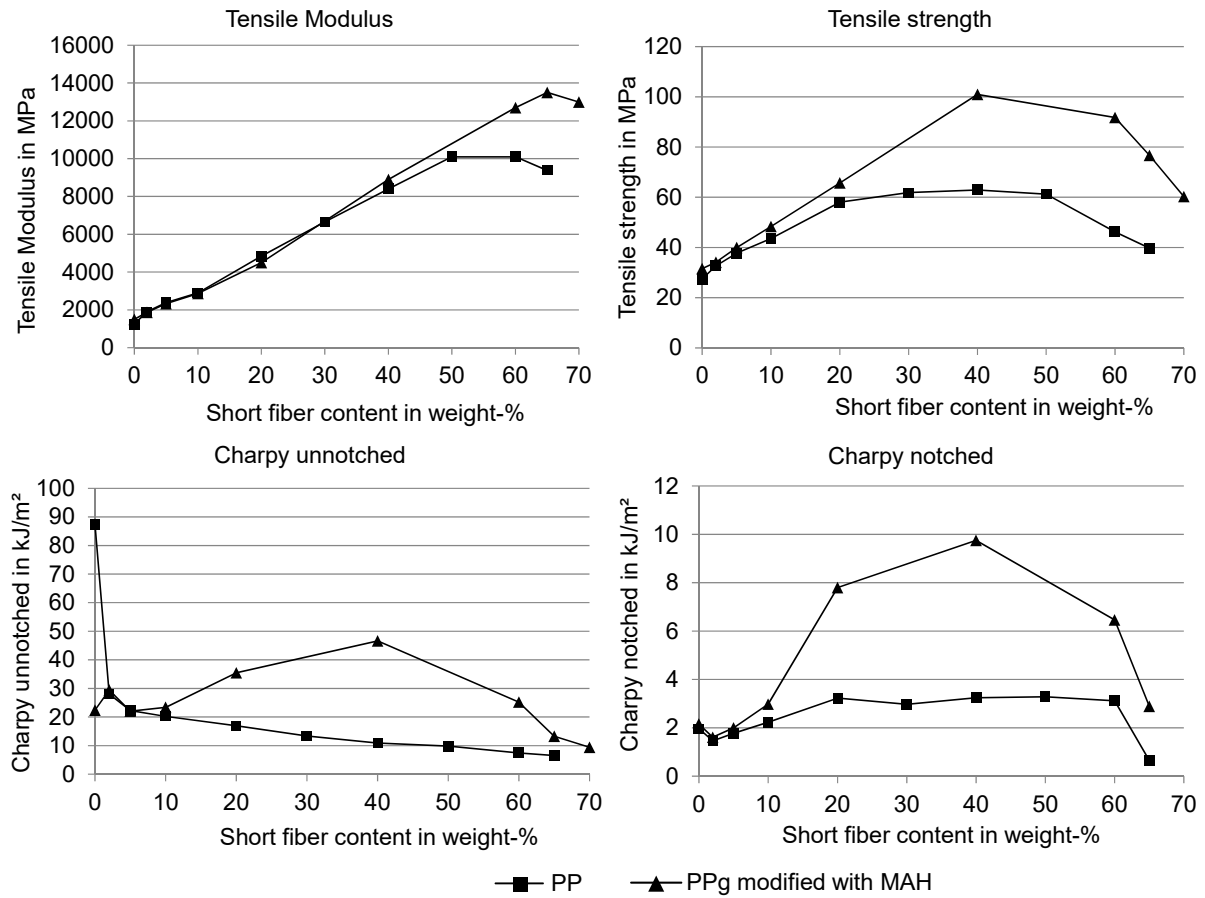 Tensile Modulus
Tensile Modulus in MPa
16000
14000
12000
10000
8000
6000
4000
2000
0
0 10 20 30 40 50 60 70
Short fiber content in weight-%
Tensile strength
Tensile strength in MPa
120
100
80
60
40
20
0
0 10 20 30 40 50 60 70
Short fiber content in weight-%
Charpy unnotched
Charpy unnotched in kJ/m²
100
90
80
70
60
50
40
30
20
10
0
0 10 20 30 40 50 60 70
Short fiber content in weight-%
Charpy notched
Charpy notched in kJ/m²
12
10
8
6
4
2
0
0 10 20 30 40 50 60 70
Short fiber content in weight-%
PP
PPg modified with MAH